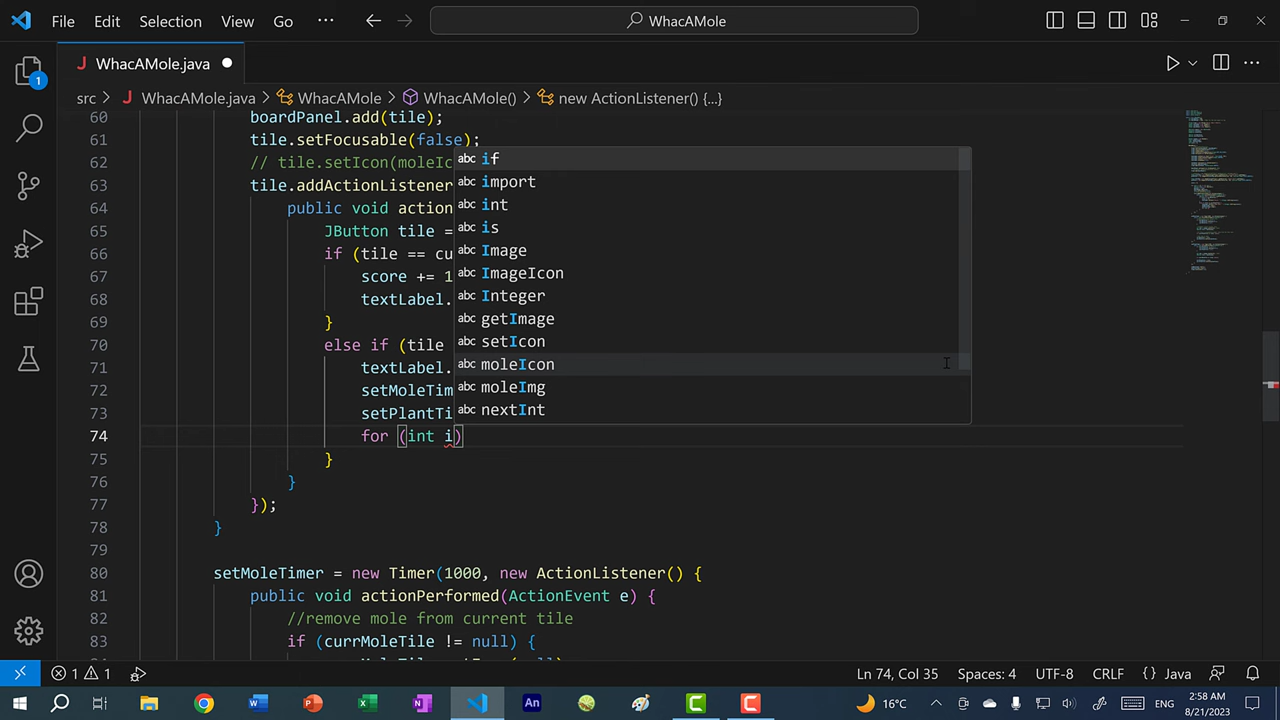 File Edit Selection View Go ··· WhacAMole
WhacAMole.java
src > WhacAMole.java > WhacAMole > WhacAMole() > new ActionListener() {...}
60 boardPanel.add(tile);
61 tile.setFocusable(false);
62 // tile.setIcon(moleIc
63 tile.addActionListener
64 public void action
65 JButton tile =
66 if (tile == cu
67 score += 1
68 textLabel.
69 }
70 else if (tile
71 textLabel.
72 setMoleTim
73 setPlantTi
74 for (int i)
75 }
76 }
77 });
78 }
79
80 setMoleTimer = new Timer(1000, new ActionListener() {
81 public void actionPerformed(ActionEvent e) {
82 //remove mole from current tile
83 if (currMoleTile != null) {
abc if
abc import
abc int
abc is
abc Image
abc ImageIcon
abc Integer
abc getImage
abc setIcon
abc moleIcon
abc moleImg
abc nextInt
1
1 1 Ln 74, Col 35 Spaces: 4 UTF-8 CRLF {} Java
16°C 2:58 AM
8/21/2023